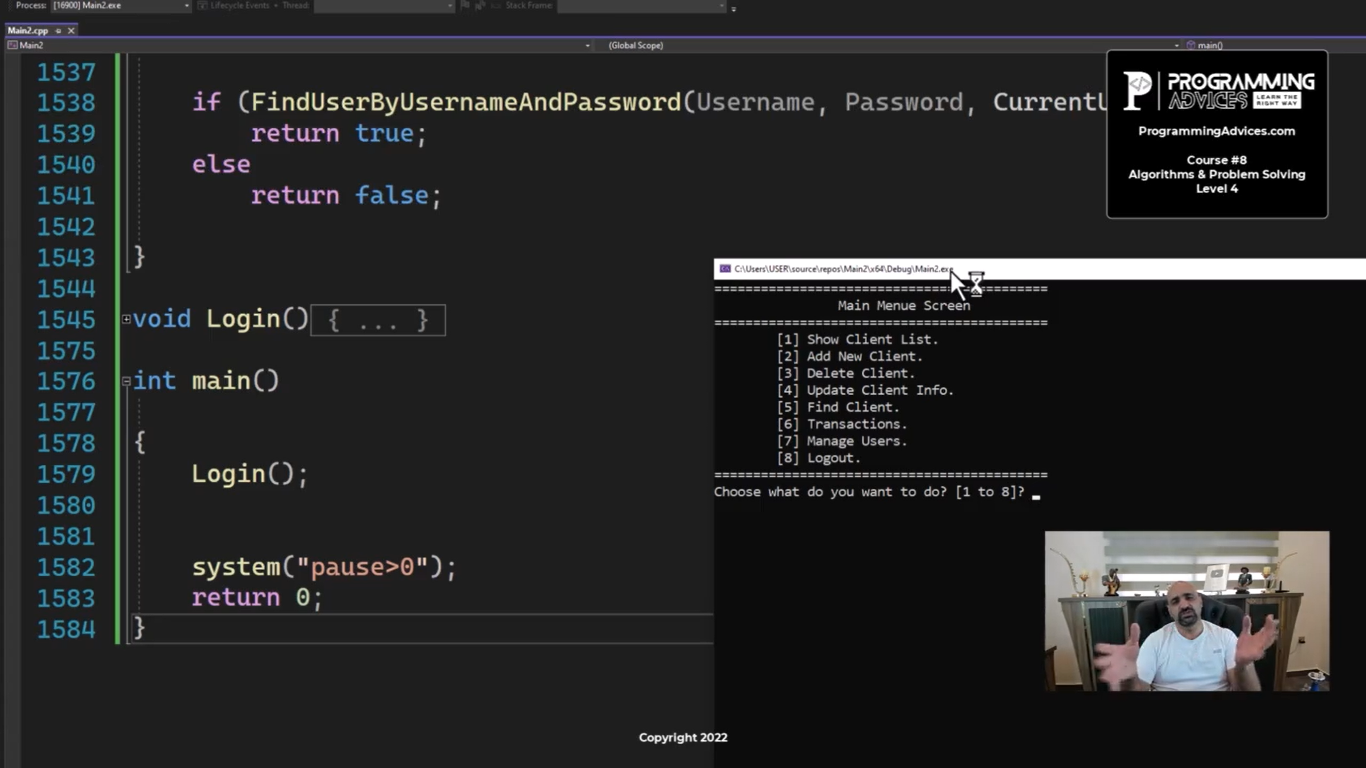 Process: [16900] Main2.exe Lifecycle Events Thread: Stack Frame:
Main2.cpp
Main2 (Global Scope) main()
1537
1538 if (FindUserByUsernameAndPassword(Username, Password, CurrentU
1539 return true;
1540 else
1541 return false;
1542
1543 }
1544
1545 void Login() { ... }
1575
1576 int main()
1577
1578 {
1579 Login();
1580
1581
1582 system("pause>0");
1583 return 0;
1584 }
P PROGRAMMING
ADVICES LEARN THE RIGHT WAY
ProgrammingAdvices.com
Course #8
Algorithms & Problem Solving
Level 4
C:\Users\USER\source\repos\Main2\x64\Debug\Main2.exe
===========================================
Main Menue Screen
===========================================
[1] Show Client List.
[2] Add New Client.
[3] Delete Client.
[4] Update Client Info.
[5] Find Client.
[6] Transactions.
[7] Manage Users.
[8] Logout.
===========================================
Choose what do you want to do? [1 to 8]? _
Copyright 2022